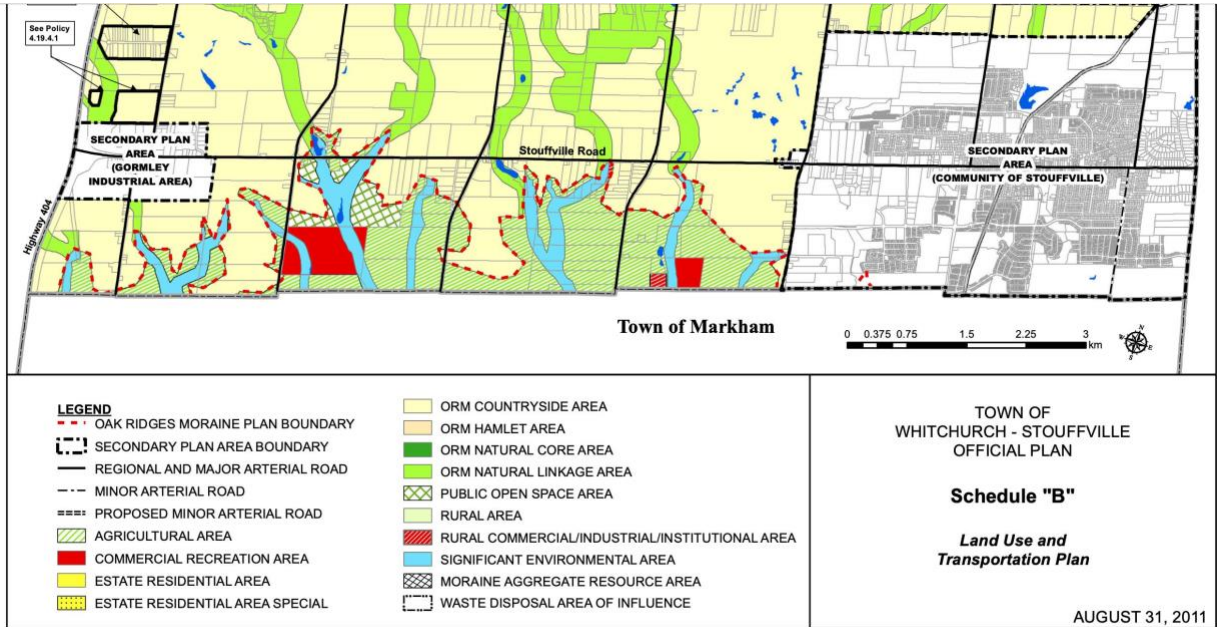 See Policy
4.19.4.1
SECONDARY PLAN
AREA
(GORMLEY
INDUSTRIAL AREA)
Highway 404
Stouffville Road
SECONDARY PLAN
AREA
(COMMUNITY OF STOUFFVILLE)
Town of Markham
0 0.375 0.75 1.5 2.25 3
km
N
E
S
W
LEGEND
OAK RIDGES MORAINE PLAN BOUNDARY
SECONDARY PLAN AREA BOUNDARY
REGIONAL AND MAJOR ARTERIAL ROAD
MINOR ARTERIAL ROAD
PROPOSED MINOR ARTERIAL ROAD
AGRICULTURAL AREA
COMMERCIAL RECREATION AREA
ESTATE RESIDENTIAL AREA
ESTATE RESIDENTIAL AREA SPECIAL
ORM COUNTRYSIDE AREA
ORM HAMLET AREA
ORM NATURAL CORE AREA
ORM NATURAL LINKAGE AREA
PUBLIC OPEN SPACE AREA
RURAL AREA
RURAL COMMERCIAL/INDUSTRIAL/INSTITUTIONAL AREA
SIGNIFICANT ENVIRONMENTAL AREA
MORAINE AGGREGATE RESOURCE AREA
WASTE DISPOSAL AREA OF INFLUENCE
TOWN OF
WHITCHURCH - STOUFFVILLE
OFFICIAL PLAN
Schedule "B"
Land Use and
Transportation Plan
AUGUST 31, 2011